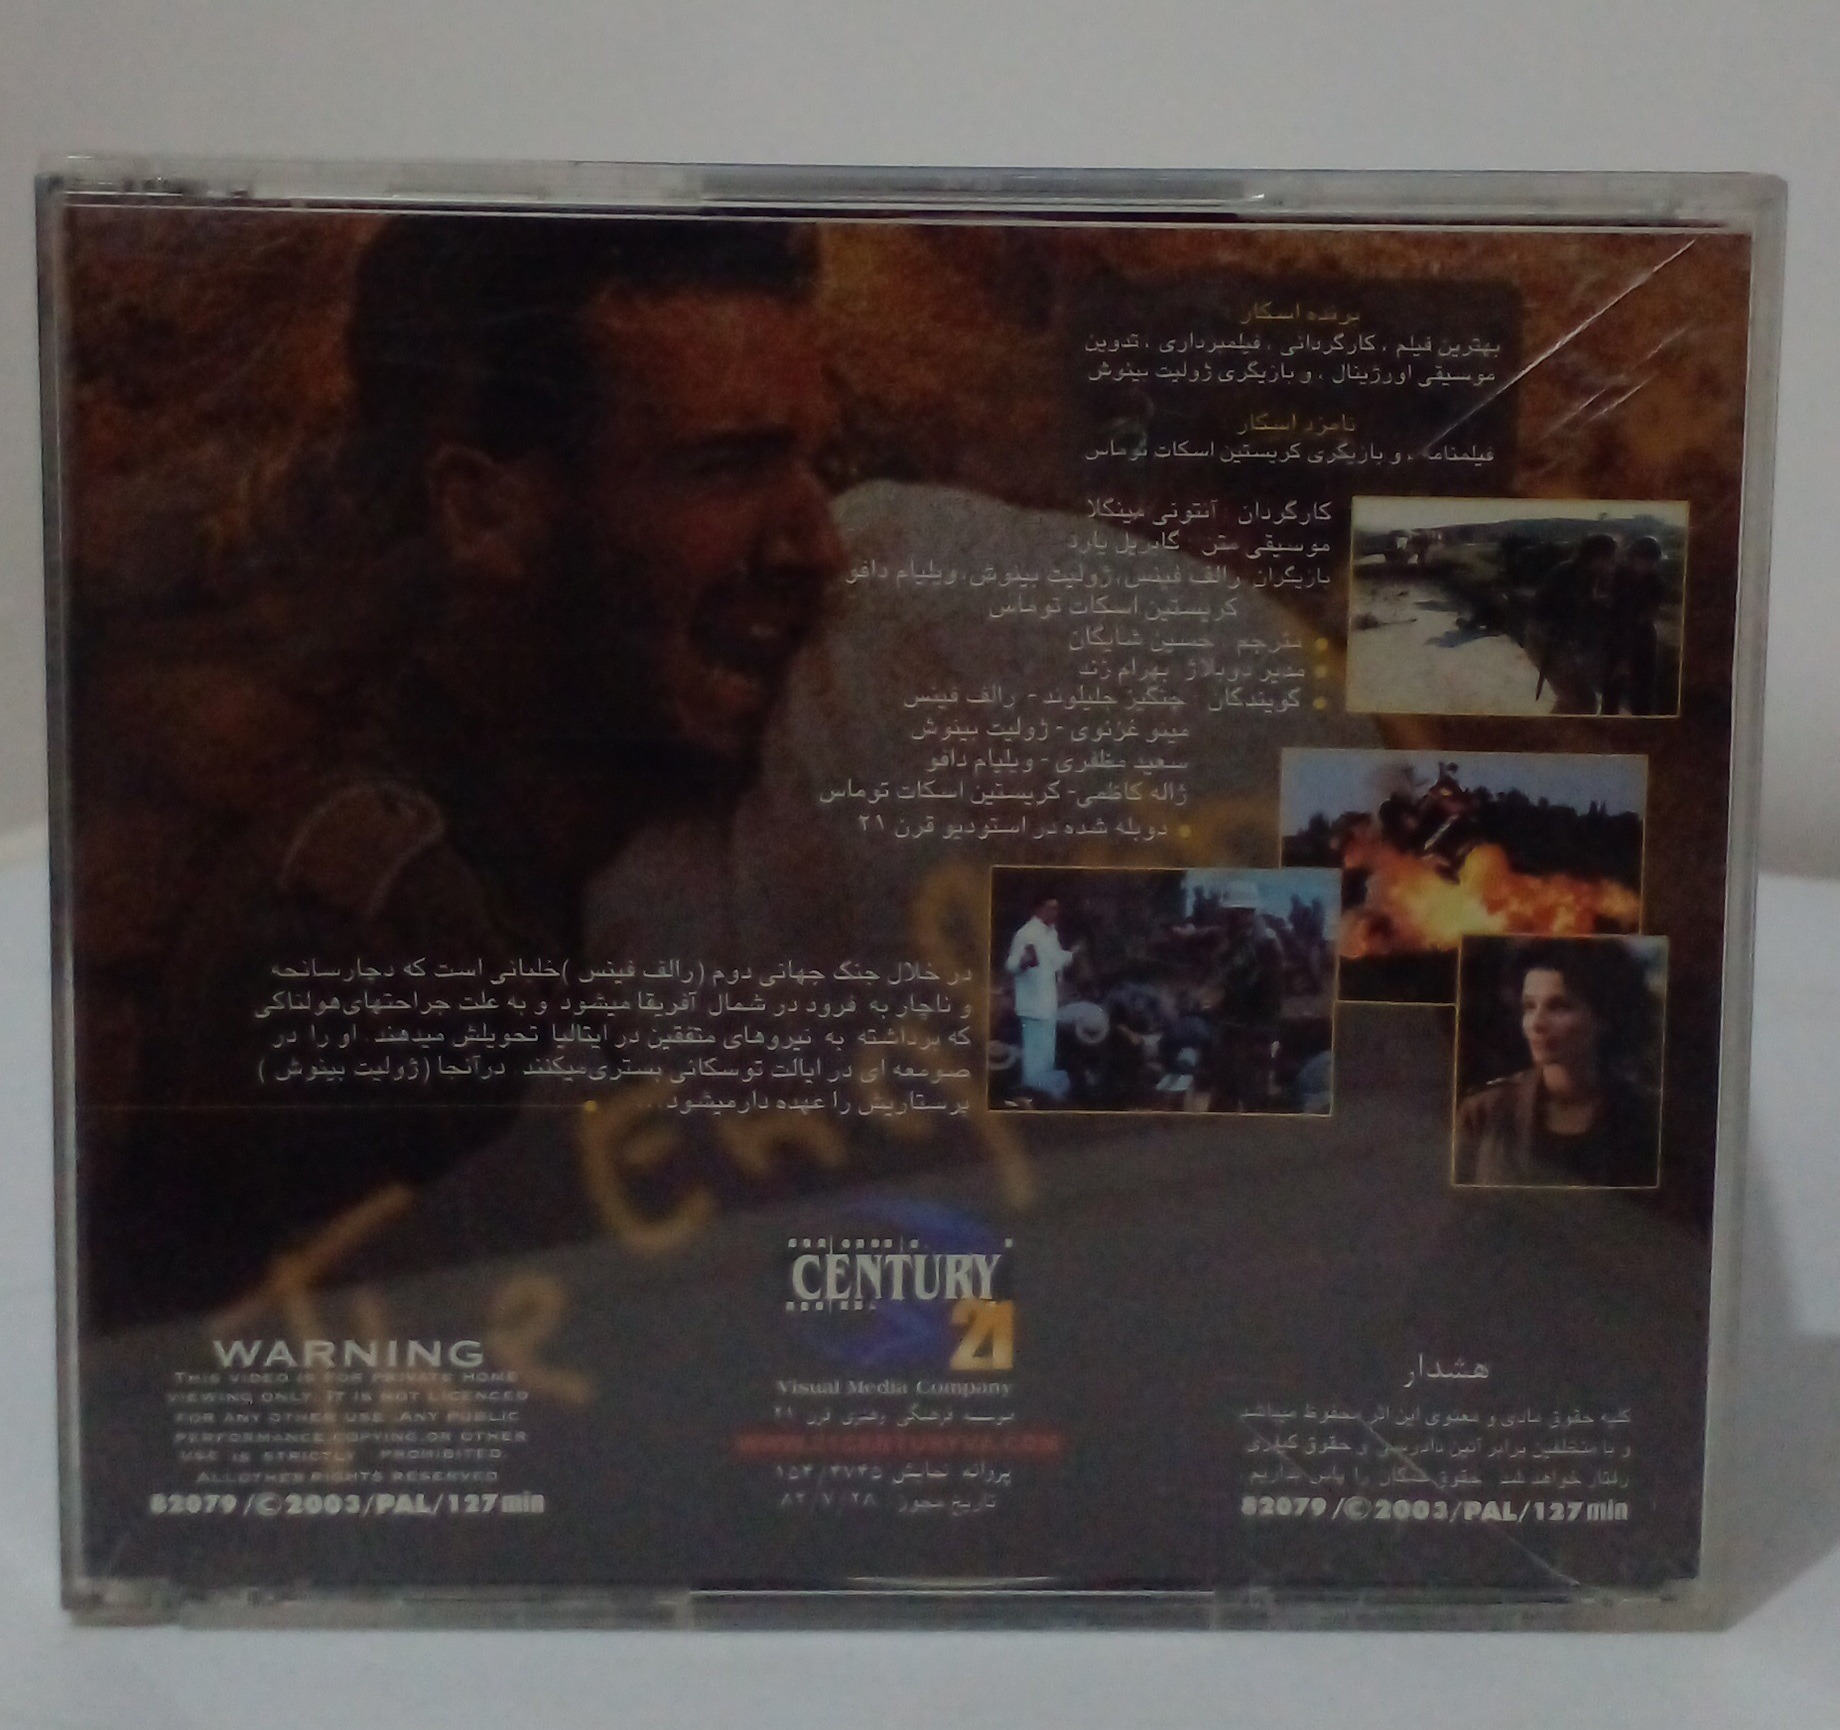 برنده اسکار
بهترین فیلم ، کارگردانی ، فیلمبرداری ، تدوین
موسیقی اورژینال ، و بازیگری ژولیت بینوش
نامزد اسکار
فیلمنامه ، و بازیگری کریستین اسکات توماس
کارگردان آنتونی مینگلا
موسیقی متن گابریل یارد
بازیگران رالف فینس، ژولیت بینوش، ویلیام دافو
کریستین اسکات توماس
مترجم حسین شایگان
مدیر دوبلاژ بهرام زند
گویندگان چنگیز جلیلوند - رالف فینس
مینو غزنوی - ژولیت بینوش
سعید مظفری - ویلیام دافو
ژاله کاظمی - کریستین اسکات توماس
دوبله شده در استودیو قرن ۲۱
در خلال جنگ جهانی دوم (رالف فینس )خلبانی است که دچارسانحه
و ناچار به فرود در شمال آفریقا میشود و به علت جراحتهای هولناکی
که برداشته به نیروهای متفقین در ایتالیا تحویلش میدهند. او را در
صومعه ای در ایالت توسکانی بستری میکنند درآنجا (ژولیت بینوش )
پرستاریش را عهده دارمیشود...
The Eng
CENTURY
21
Visual Media Company
موسسه فرهنگی هنری قرن ۲۱
پروانه نمایش ۱۵۳/۳۷۴۵
تاریخ مجوز ۸۲/۷/۲۸
WARNING
THIS VIDEO IS FOR PRIVATE HOME
VIEWING ONLY. IT IS NOT LICENCED
FOR ANY OTHER USE. ANY PUBLIC
PERFORMANCE, COPYING, OR OTHER
USE IS STRICTLY PROHIBITED.
ALLOTHER RIGHTS RESERVED
82079/©2003/PAL/127min
هشدار
کلیه حقوق مادی و معنوی این اثر محفوظ میباشد
و با متخلفین برابر آئین دادرسی و حقوق کیفری
رفتار خواهد شد حقوق همگان را پاس بداریم
82079/©2003/PAL/127min